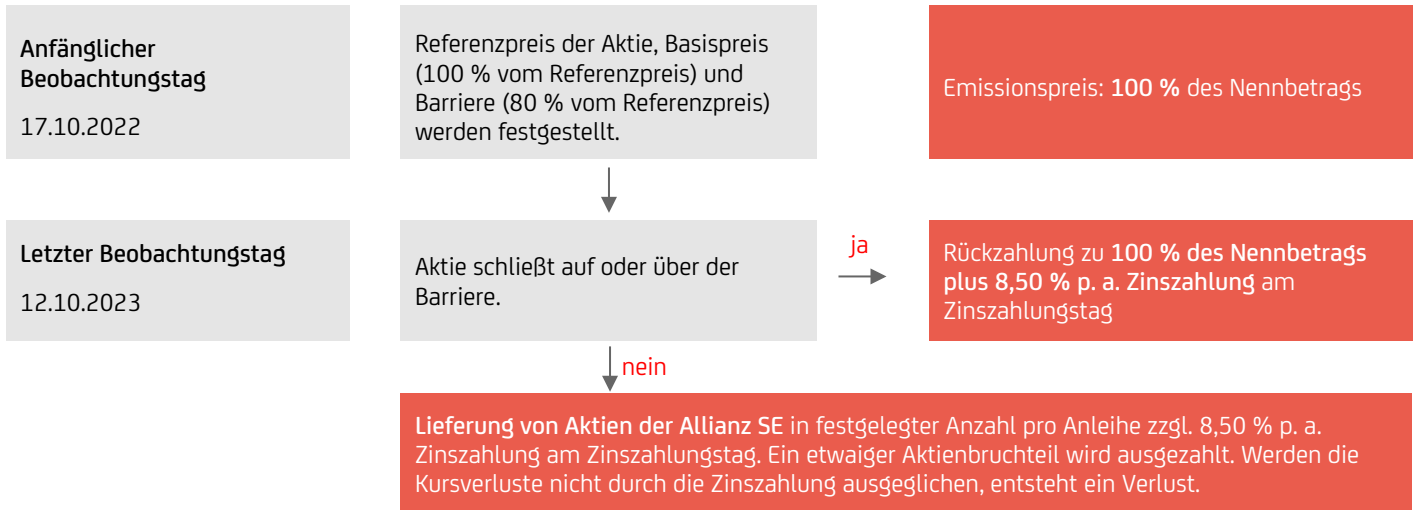 Anfänglicher
Beobachtungstag
17.10.2022
Referenzpreis der Aktie, Basispreis
(100 % vom Referenzpreis) und
Barriere (80 % vom Referenzpreis)
werden festgestellt.
Emissionspreis: 100 % des Nennbetrags
Letzter Beobachtungstag
12.10.2023
Aktie schließt auf oder über der
Barriere.
ja
Rückzahlung zu 100 % des Nennbetrags
plus 8,50 % p. a. Zinszahlung am
Zinszahlungstag
nein
Lieferung von Aktien der Allianz SE in festgelegter Anzahl pro Anleihe zzgl. 8,50 % p. a.
Zinszahlung am Zinszahlungstag. Ein etwaiger Aktienbruchteil wird ausgezahlt. Werden die
Kursverluste nicht durch die Zinszahlung ausgeglichen, entsteht ein Verlust.